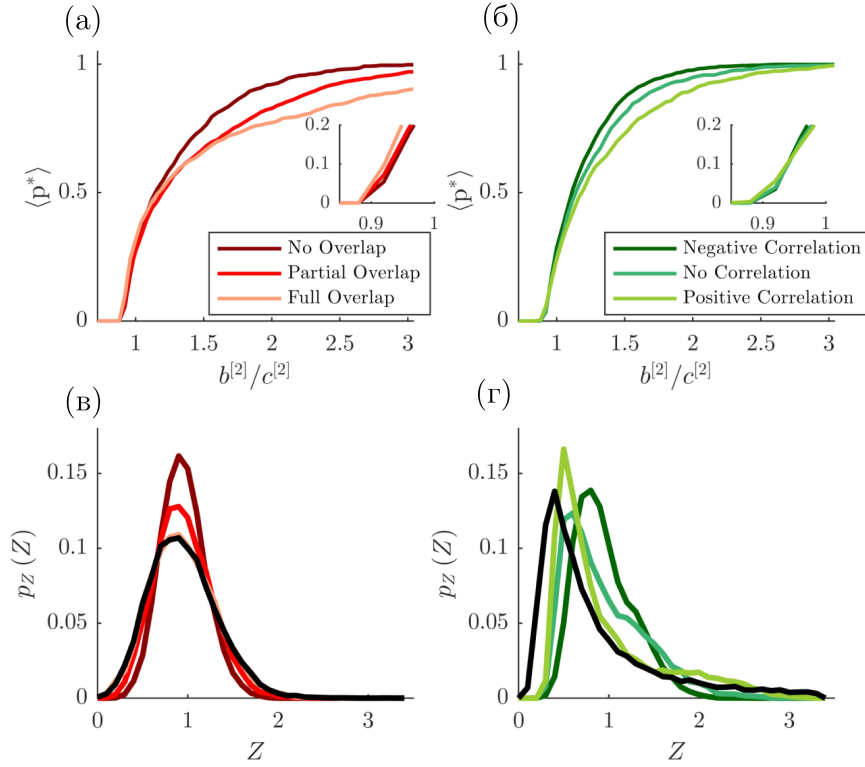 (а)
1
0.5
0
⟨p*⟩
0.2
0.1
0
0.9
1
No Overlap
Partial Overlap
Full Overlap
1
1.5
2
2.5
3
b^[2]/c^[2]
(б)
1
0.5
0
⟨p*⟩
0.2
0.1
0
0.9
1
Negative Correlation
No Correlation
Positive Correlation
1
1.5
2
2.5
3
b^[2]/c^[2]
(в)
0.15
0.1
0.05
0
p_Z (Z)
0
1
2
3
Z
(г)
0.15
0.1
0.05
0
p_Z (Z)
0
1
2
3
Z